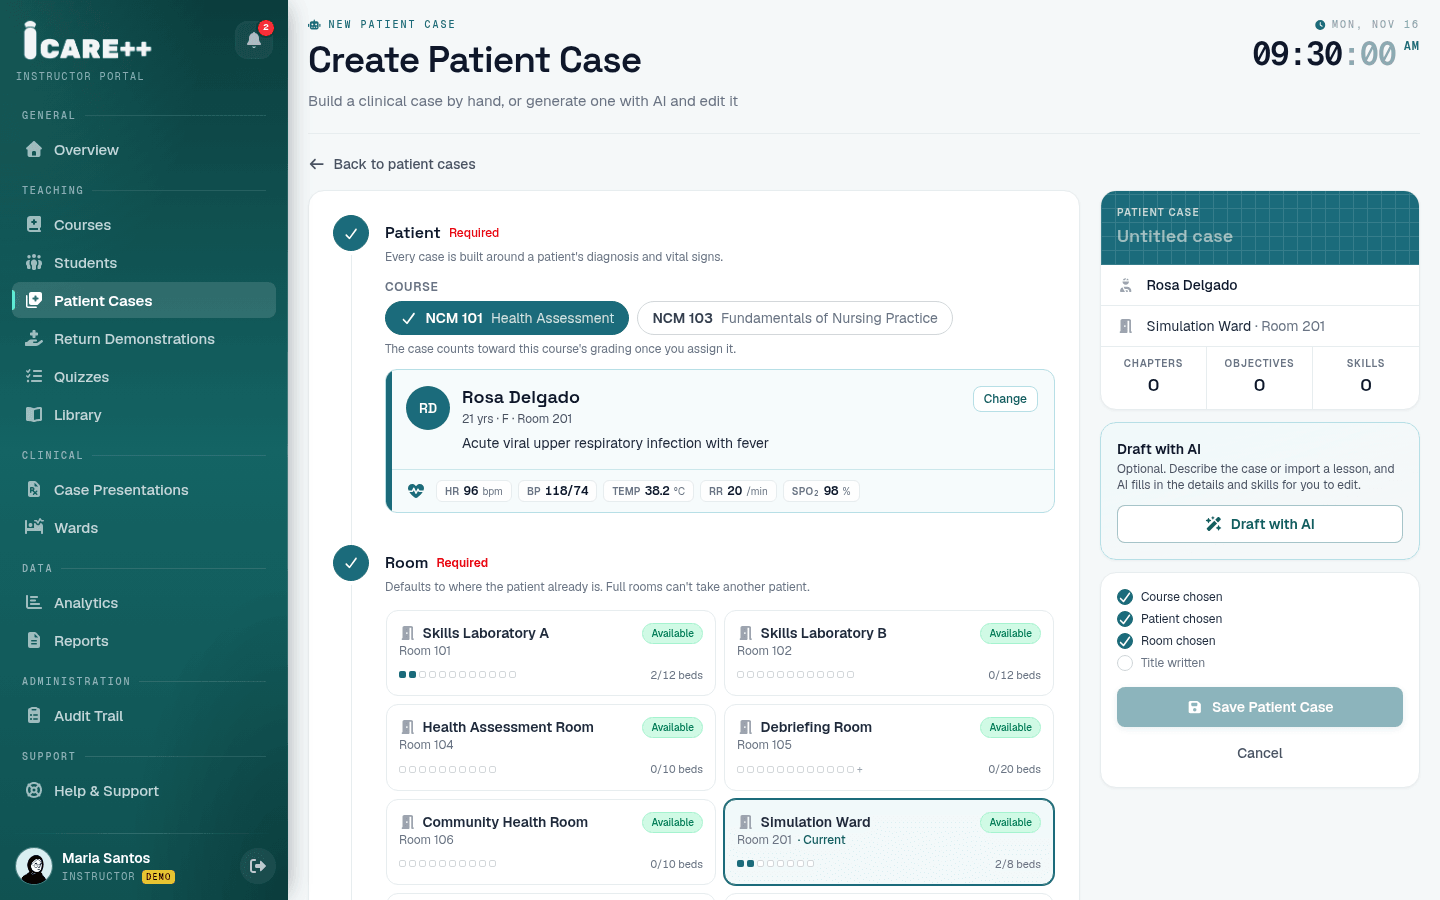 iCARE++
2
INSTRUCTOR PORTAL
GENERAL
Overview
TEACHING
Courses
Students
Patient Cases
Return Demonstrations
Quizzes
Library
CLINICAL
Case Presentations
Wards
DATA
Analytics
Reports
ADMINISTRATION
Audit Trail
SUPPORT
Help & Support
Maria Santos
INSTRUCTOR DEMO
NEW PATIENT CASE
Create Patient Case
Build a clinical case by hand, or generate one with AI and edit it
MON, NOV 16
09:30:00 AM
Back to patient cases
Patient Required
Every case is built around a patient's diagnosis and vital signs.
COURSE
NCM 101 Health Assessment
NCM 103 Fundamentals of Nursing Practice
The case counts toward this course's grading once you assign it.
RD
Rosa Delgado
21 yrs · F · Room 201
Acute viral upper respiratory infection with fever
Change
HR 96 bpm
BP 118/74
TEMP 38.2 °C
RR 20 /min
SPO₂ 98 %
Room Required
Defaults to where the patient already is. Full rooms can't take another patient.
Skills Laboratory A Available
Room 101
2/12 beds
Skills Laboratory B Available
Room 102
0/12 beds
Health Assessment Room Available
Room 104
0/10 beds
Debriefing Room Available
Room 105
+ 0/20 beds
Community Health Room Available
Room 106
0/10 beds
Simulation Ward Available
Room 201 · Current
2/8 beds
PATIENT CASE
Untitled case
Rosa Delgado
Simulation Ward · Room 201
CHAPTERS
0
OBJECTIVES
0
SKILLS
0
Draft with AI
Optional. Describe the case or import a lesson, and
AI fills in the details and skills for you to edit.
Draft with AI
Course chosen
Patient chosen
Room chosen
Title written
Save Patient Case
Cancel